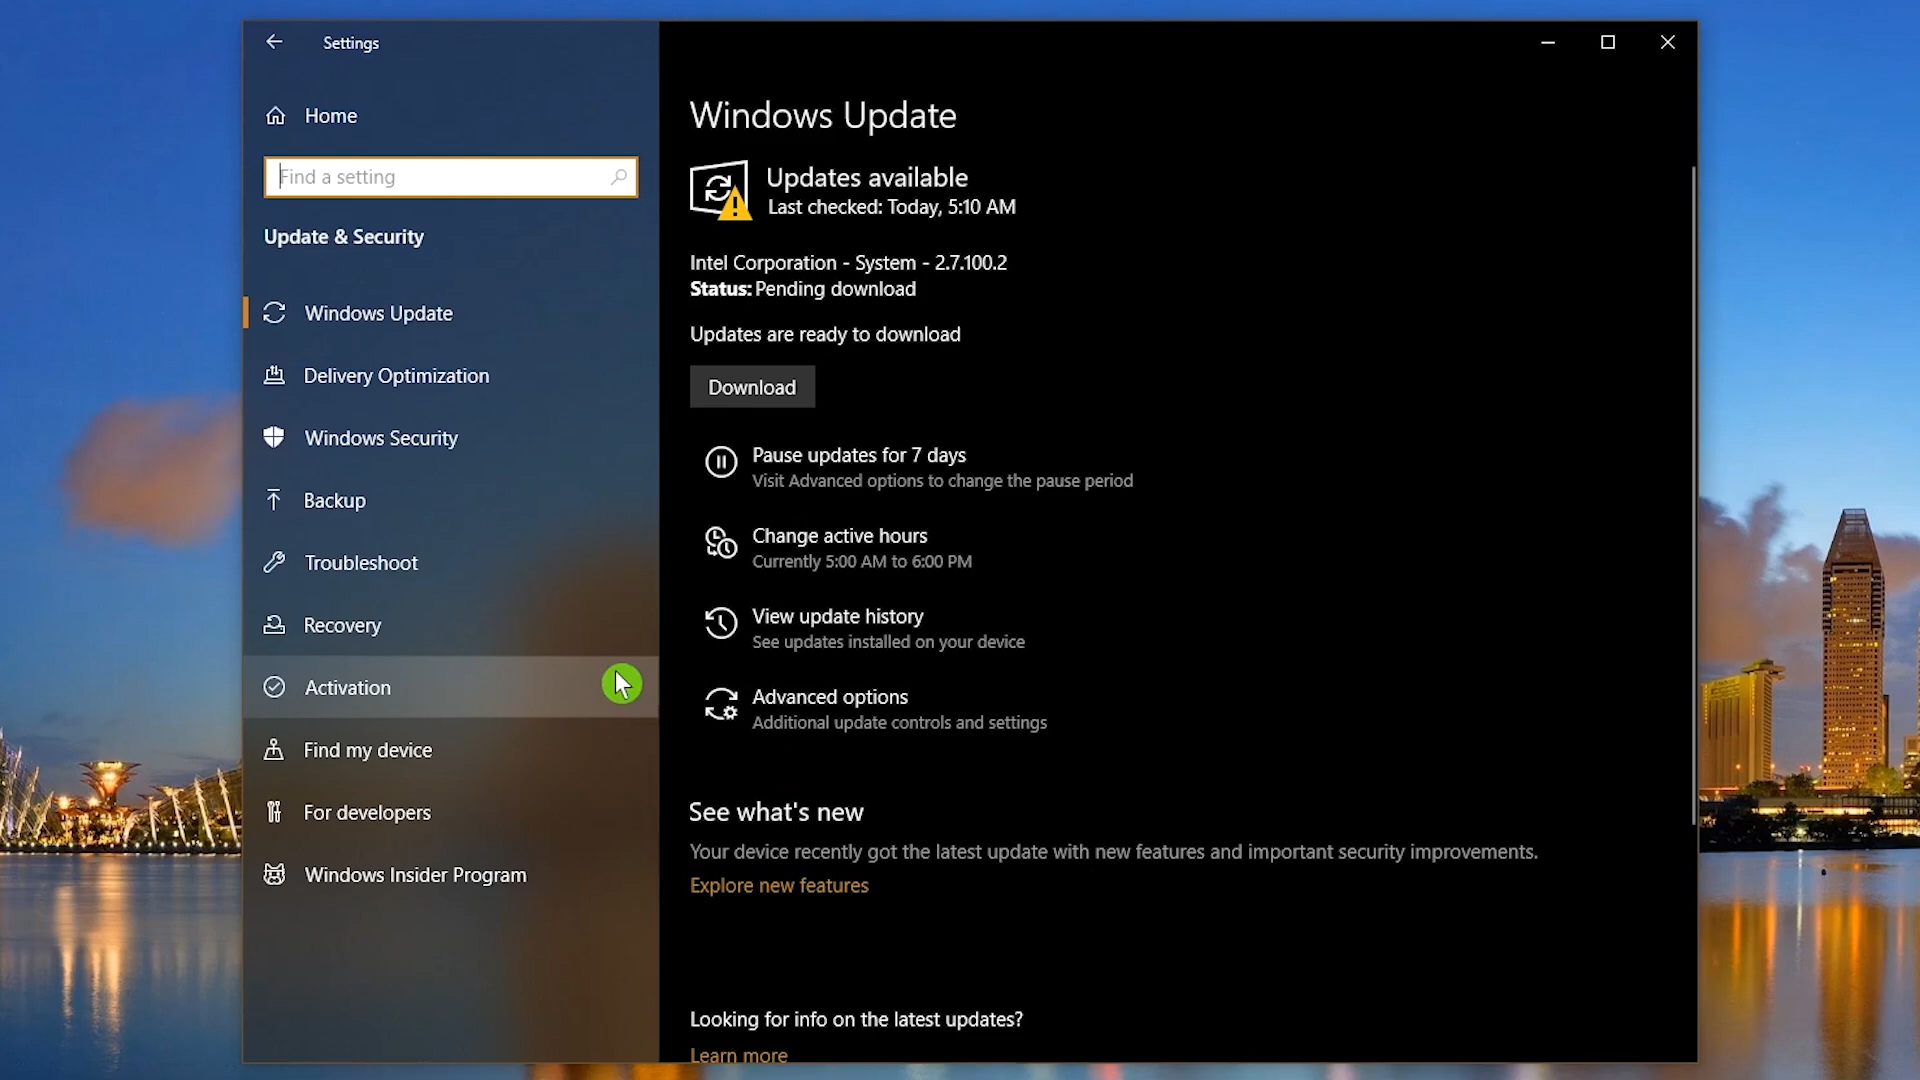 Settings
Home
Find a setting
Update & Security
Windows Update
Delivery Optimization
Windows Security
Backup
Troubleshoot
Recovery
Activation
Find my device
For developers
Windows Insider Program
Windows Update
Updates available
Last checked: Today, 5:10 AM
Intel Corporation - System - 2.7.100.2
Status: Pending download
Updates are ready to download
Download
Pause updates for 7 days
Visit Advanced options to change the pause period
Change active hours
Currently 5:00 AM to 6:00 PM
View update history
See updates installed on your device
Advanced options
Additional update controls and settings
See what's new
Your device recently got the latest update with new features and important security improvements.
Explore new features
Looking for info on the latest updates?
Learn more